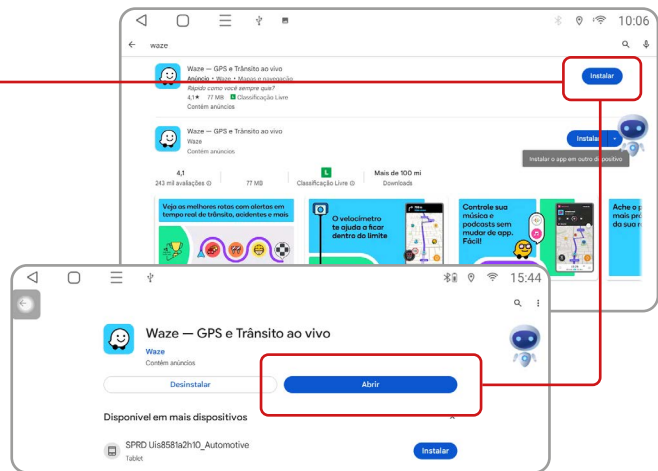 10:06
waze
Waze — GPS e Trânsito ao vivo
Anúncio • Waze • Mapas e navegação
Rápido como você sempre quis?
4,1★ 77 MB L Classificação Livre
Contém anúncios
Instalar
Waze — GPS e Trânsito ao vivo
Waze
Contém anúncios
Instalar
Instalar o app em outro dispositivo
4,1
243 mil avaliações
77 MB
L
Classificação Livre
Mais de 100 mi
Downloads
Veja as melhores rotas com alertas em
tempo real de trânsito, acidentes e mais
O velocímetro
te ajuda a ficar
dentro do limite
Controle sua
música e
podcasts sem
mudar de app.
Fácil!
Ache o p
mais pró
da sua r
15:44
Waze — GPS e Trânsito ao vivo
Waze
Contém anúncios
Desinstalar
Abrir
Disponível em mais dispositivos
SPRD Uis8581a2h10_Automotive
Tablet
Instalar